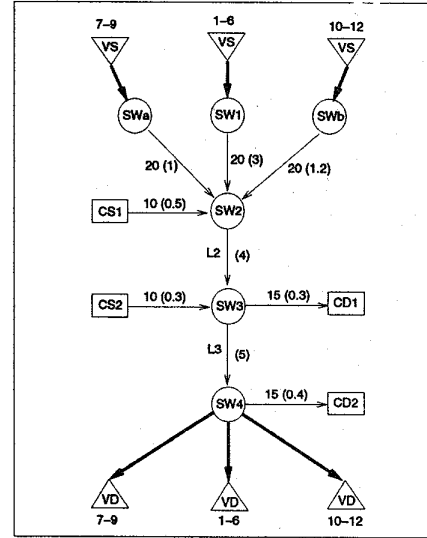 7–9
1–6
10–12
VS
VS
VS
SWa
SW1
SWb
20 (1)
20 (3)
20 (1.2)
CS1
10 (0.5)
SW2
L2
(4)
CS2
10 (0.3)
SW3
15 (0.3)
CD1
L3
(5)
SW4
15 (0.4)
CD2
VD
VD
VD
7–9
1–6
10–12